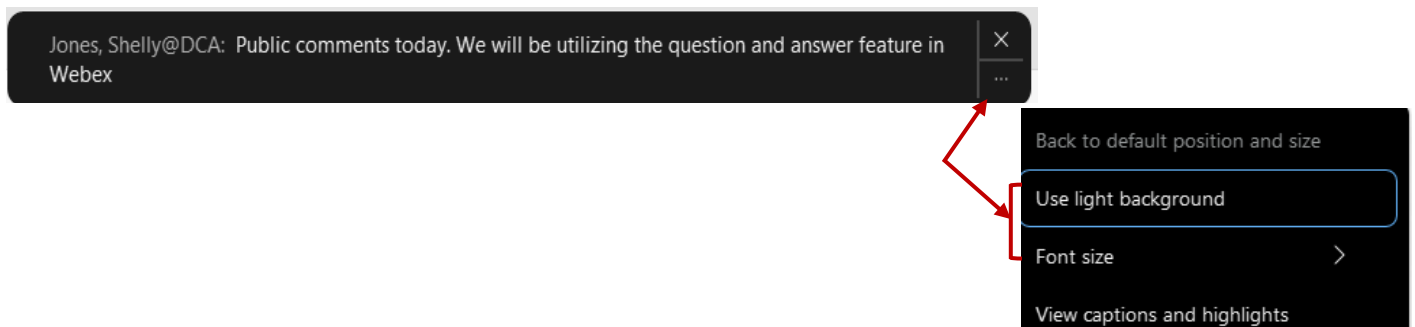 Jones, Shelly@DCA: Public comments today. We will be utilizing the question and answer feature in
Webex
...
Back to default position and size
Use light background
Font size
View captions and highlights